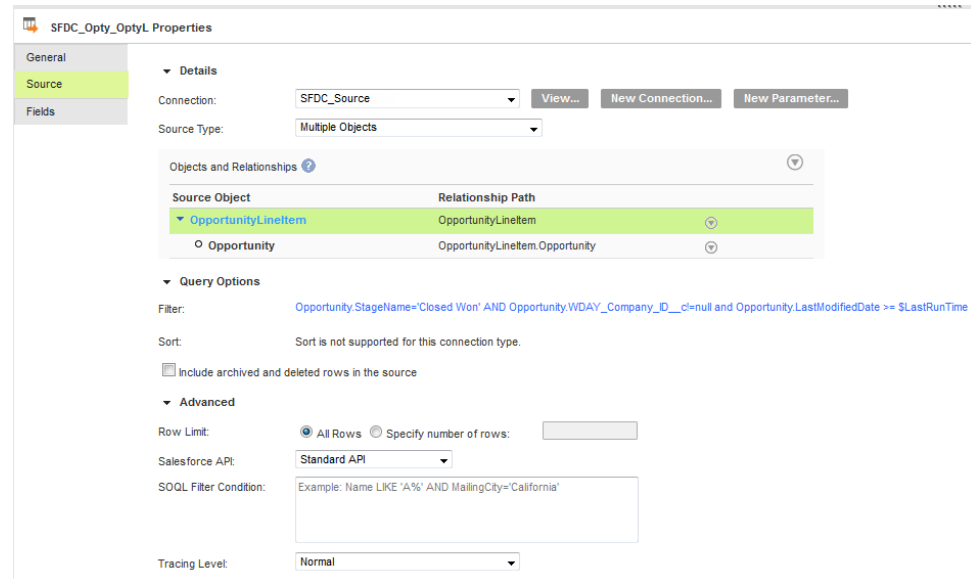 SFDC_Opty_OptyL Properties
General
Source
Fields
Details
Connection: SFDC_Source View... New Connection... New Parameter...
Source Type: Multiple Objects
Objects and Relationships ?
Source Object Relationship Path
OpportunityLineItem OpportunityLineItem
Opportunity OpportunityLineItem.Opportunity
Query Options
Filter: Opportunity.StageName='Closed Won' AND Opportunity.WDAY_Company_ID__c!=null and Opportunity.LastModifiedDate >= $LastRunTime
Sort: Sort is not supported for this connection type.
Include archived and deleted rows in the source
Advanced
Row Limit: All Rows Specify number of rows:
Salesforce API: Standard API
SOQL Filter Condition: Example: Name LIKE 'A%' AND MailingCity='California'
Tracing Level: Normal